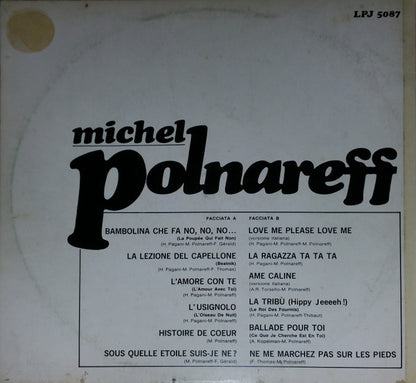 LPJ 5087
michel
polnareff
FACCIATA A
BAMBOLINA CHE FA NO, NO, NO...
(La Poupée Qui Fait Non)
(H. Pagani-M. Polnareff-F. Gérald)
LA LEZIONE DEL CAPELLONE
(Beatnik)
(H. Pagani-M. Polnareff-F. Thomas)
L'AMORE CON TE
(L'Amour Avec Toi)
(H. Pagani-M. Polnareff)
L'USIGNOLO
(L'Oiseau De Nuit)
(H. Pagani-M. Polnareff)
HISTOIRE DE COEUR
(M. Polnareff)
SOUS QUELLE ETOILE SUIS-JE NE?
(M. Polnareff-F. Gérald)
FACCIATA B
LOVE ME PLEASE LOVE ME
(versione italiana)
(H. Pagani-M. Polnareff-M. Polnareff)
LA RAGAZZA TA TA TA
(H. Pagani-M. Polnareff)
AME CALINE
(versione italiana)
(A.R. Torsello-M. Polnareff)
LA TRIBÙ (Hippy Jeeeeh!)
(Le Roi Des Fourmis)
(H. Pagani-M. Polnareff-Thibaut)
BALLADE POUR TOI
(Ce Que Je Cherche Est En Toi)
(A. Kopelman-M. Polnareff)
NE ME MARCHEZ PAS SUR LES PIEDS
(F. Thomas-M. Polnareff)